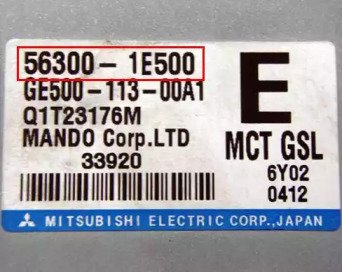 56300-1E500
GE500-113-00A1
Q1T23176M
MANDO Corp.LTD
33920
E
MCT GSL
6Y02
0412
MITSUBISHI ELECTRIC CORP.,JAPAN